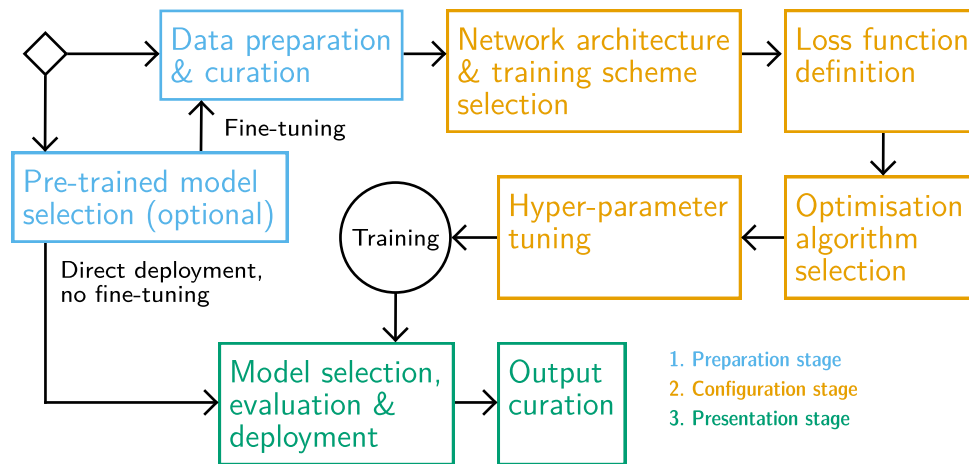 Data preparation
& curation
Network architecture
& training scheme
selection
Loss function
definition
Fine-tuning
Pre-trained model
selection (optional)
Training
Hyper-parameter
tuning
Optimisation
algorithm
selection
Direct deployment,
no fine-tuning
Model selection,
evaluation &
deployment
Output
curation
1. Preparation stage
2. Configuration stage
3. Presentation stage